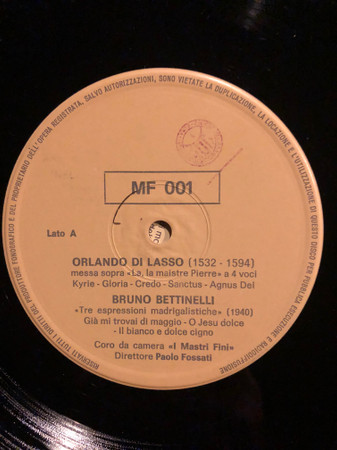 MF 001
Lato A
ORLANDO DI LASSO (1532 - 1594)
messa sopra «La, la maistre Pierre» a 4 voci
Kyrie - Gloria - Credo - Sanctus - Agnus Dei
BRUNO BETTINELLI
«Tre espressioni madrigalistiche» (1940)
Già mi trovai di maggio - O Jesu dolce
- Il bianco e dolce cigno
Coro da camera «I Mastri Fini»
Direttore Paolo Fossati
RISERVATI TUTTI I DIRITTI DEL PRODUTTORE FONOGRAFICO E DEL PROPRIETARIO DELL'OPERA REGISTRATA. SALVO AUTORIZZAZIONI, SONO VIETATE LA DUPLICAZIONE, LA LOCAZIONE E L'UTILIZZAZIONE DI QUESTO DISCO PER PUBBLICA ESECUZIONE E RADIODIFFUSIONE